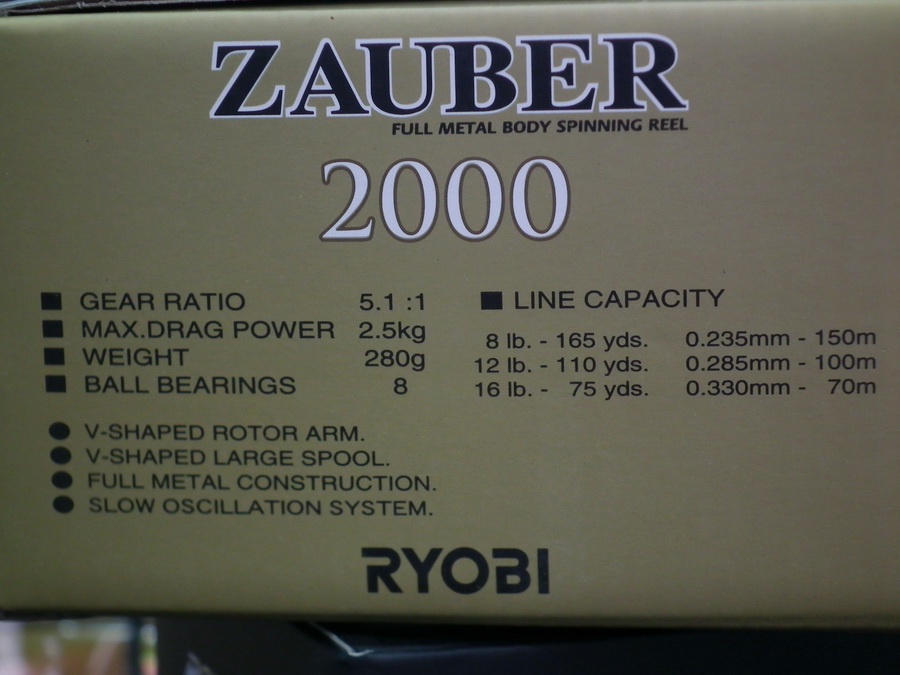 ZAUBER
FULL METAL BODY SPINNING REEL
2000
■ GEAR RATIO 5.1 :1
■ MAX.DRAG POWER 2.5kg
■ WEIGHT 280g
■ BALL BEARINGS 8
● V-SHAPED ROTOR ARM.
● V-SHAPED LARGE SPOOL.
● FULL METAL CONSTRUCTION.
● SLOW OSCILLATION SYSTEM.
■ LINE CAPACITY
8 lb. - 165 yds. 0.235mm - 150m
12 lb. - 110 yds. 0.285mm - 100m
16 lb. - 75 yds. 0.330mm - 70m
RYOBI